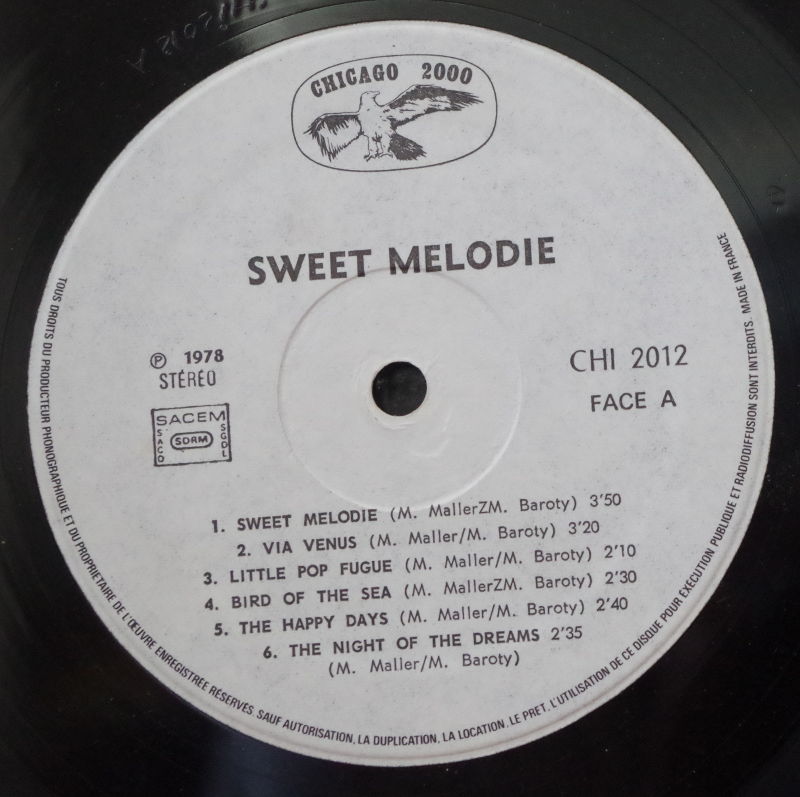 CHICAGO 2000
SWEET MELODIE
Ⓟ 1978
STÉRÉO
SACEM
SACD
SDRM
SGDL
CHI 2012
FACE A
1. SWEET MELODIE (M. MallerZM. Baroty) 3'50
2. VIA VENUS (M. Maller/M. Baroty) 3'20
3. LITTLE POP FUGUE (M. Maller/M. Baroty) 2'10
4. BIRD OF THE SEA (M. MallerZM. Baroty) 2'30
5. THE HAPPY DAYS (M. Maller/M. Baroty) 2'40
6. THE NIGHT OF THE DREAMS 2'35
(M. Maller/M. Baroty)
TOUS DROITS DU PRODUCTEUR PHONOGRAPHIQUE ET DU PROPRIETAIRE DE L'ŒUVRE ENREGISTRÉE RÉSERVES. SAUF AUTORISATION, LA DUPLICATION, LA LOCATION, LE PRET, L'UTILISATION DE CE DISQUE POUR EXECUTION PUBLIQUE ET RADIODIFFUSION SONT INTERDITS. MADE IN FRANCE